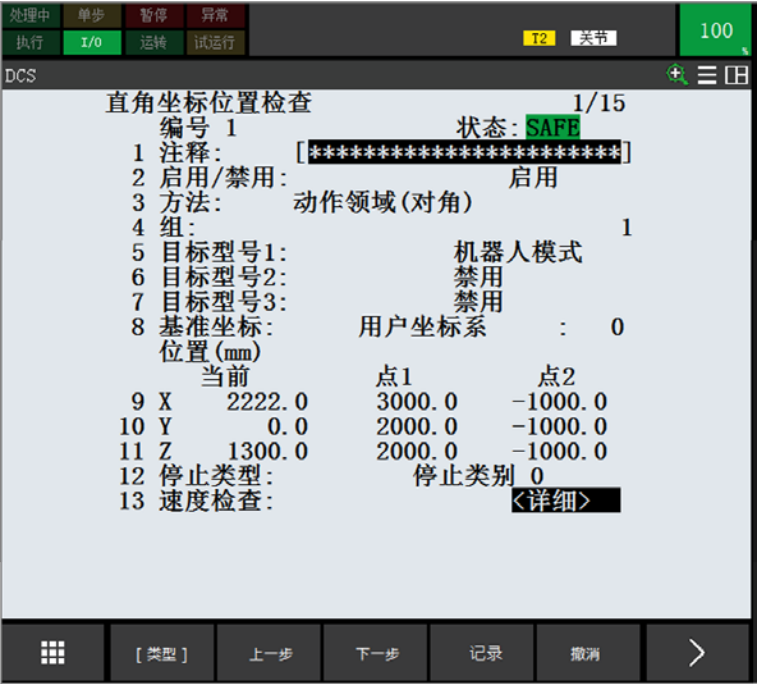 处理中 单步 暂停 异常
执行 I/O 运转 试运行 T2 关节 100 %
DCS
直角坐标位置检查 1/15
编号 1 状态: SAFE
1 注释: [***********************]
2 启用/禁用: 启用
3 方法: 动作领域(对角)
4 组: 1
5 目标型号1: 机器人模式
6 目标型号2: 禁用
7 目标型号3: 禁用
8 基准坐标: 用户坐标系 : 0
位置(mm)
当前 点1 点2
9 X 2222.0 3000.0 -1000.0
10 Y 0.0 2000.0 -1000.0
11 Z 1300.0 2000.0 -1000.0
12 停止类型: 停止类别 0
13 速度检查: <详细>
[类型] 上一步 下一步 记录 撤消